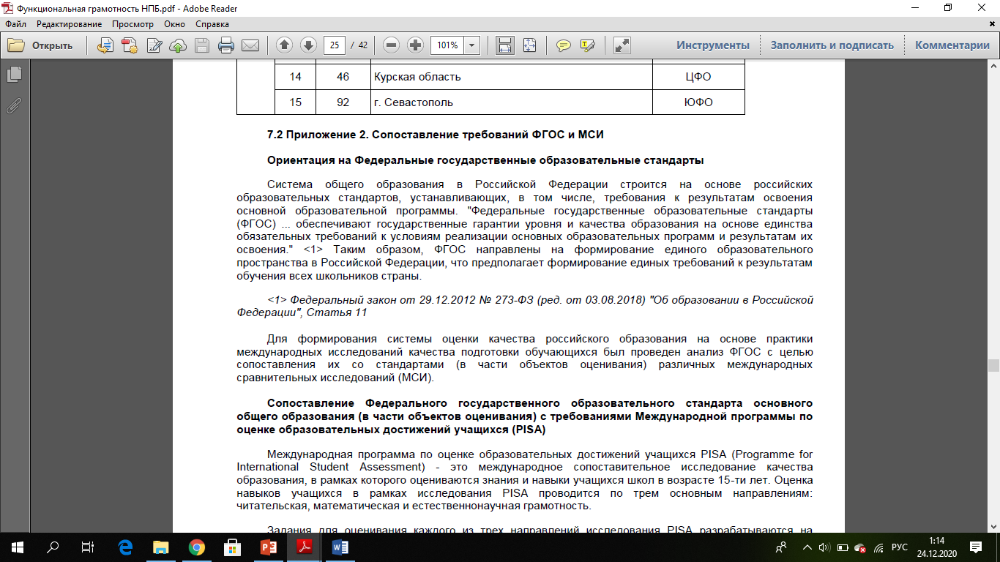 Функциональная грамотность НПБ.pdf - Adobe Reader
Файл Редактирование Просмотр Окно Справка
Открыть 25 / 42 101% Инструменты Заполнить и подписать Комментарии
14 46 Курская область ЦФО
15 92 г. Севастополь ЮФО
7.2 Приложение 2. Сопоставление требований ФГОС и МСИ
Ориентация на Федеральные государственные образовательные стандарты
Система общего образования в Российской Федерации строится на основе российских
образовательных стандартов, устанавливающих, в том числе, требования к результатам освоения
основной образовательной программы. "Федеральные государственные образовательные стандарты
(ФГОС) ... обеспечивают государственные гарантии уровня и качества образования на основе единства
обязательных требований к условиям реализации основных образовательных программ и результатам их
освоения." <1> Таким образом, ФГОС направлены на формирование единого образовательного
пространства в Российской Федерации, что предполагает формирование единых требований к результатам
обучения всех школьников страны.
<1> Федеральный закон от 29.12.2012 № 273-ФЗ (ред. от 03.08.2018) "Об образовании в Российской
Федерации", Статья 11
Для формирования системы оценки качества российского образования на основе практики
международных исследований качества подготовки обучающихся был проведен анализ ФГОС с целью
сопоставления их со стандартами (в части объектов оценивания) различных международных
сравнительных исследований (МСИ).
Сопоставление Федерального государственного образовательного стандарта основного
общего образования (в части объектов оценивания) с требованиями Международной программы по
оценке образовательных достижений учащихся (PISA)
Международная программа по оценке образовательных достижений учащихся PISA (Programme for
International Student Assessment) - это международное сопоставительное исследование качества
образования, в рамках которого оцениваются знания и навыки учащихся школ в возрасте 15-ти лет. Оценка
навыков учащихся в рамках исследования PISA проводится по трем основным направлениям:
читательская, математическая и естественнонаучная грамотность.
Задания для оценивания каждого из трех направлений исследования PISA разрабатываются на
РУС 1:14
24.12.2020